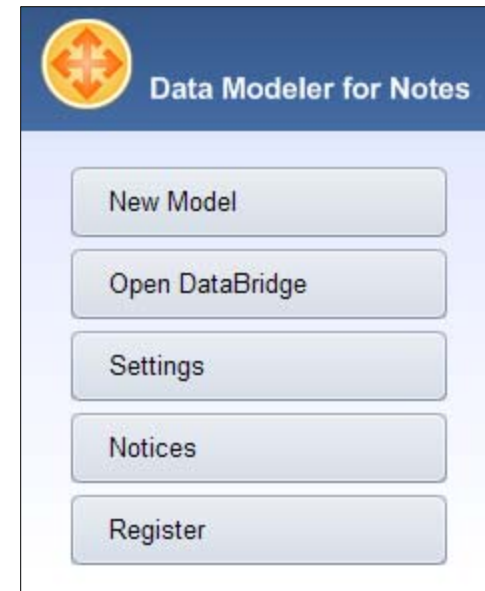 Data Modeler for Notes
New Model
Open DataBridge
Settings
Notices
Register